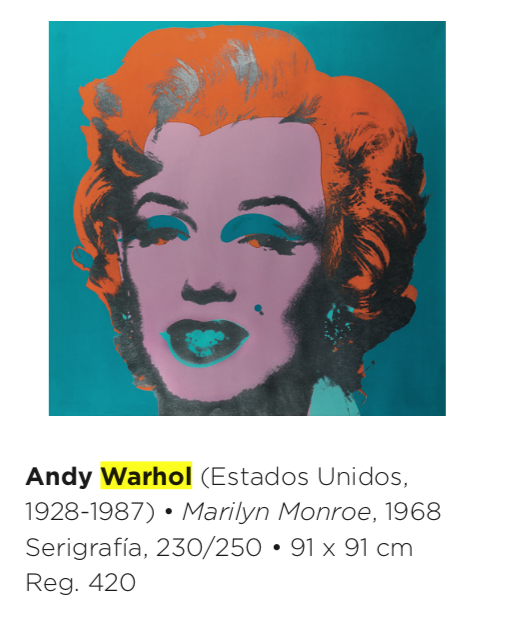 Andy Warhol (Estados Unidos,
1928-1987) • Marilyn Monroe, 1968
Serigrafía, 230/250 • 91 x 91 cm
Reg. 420